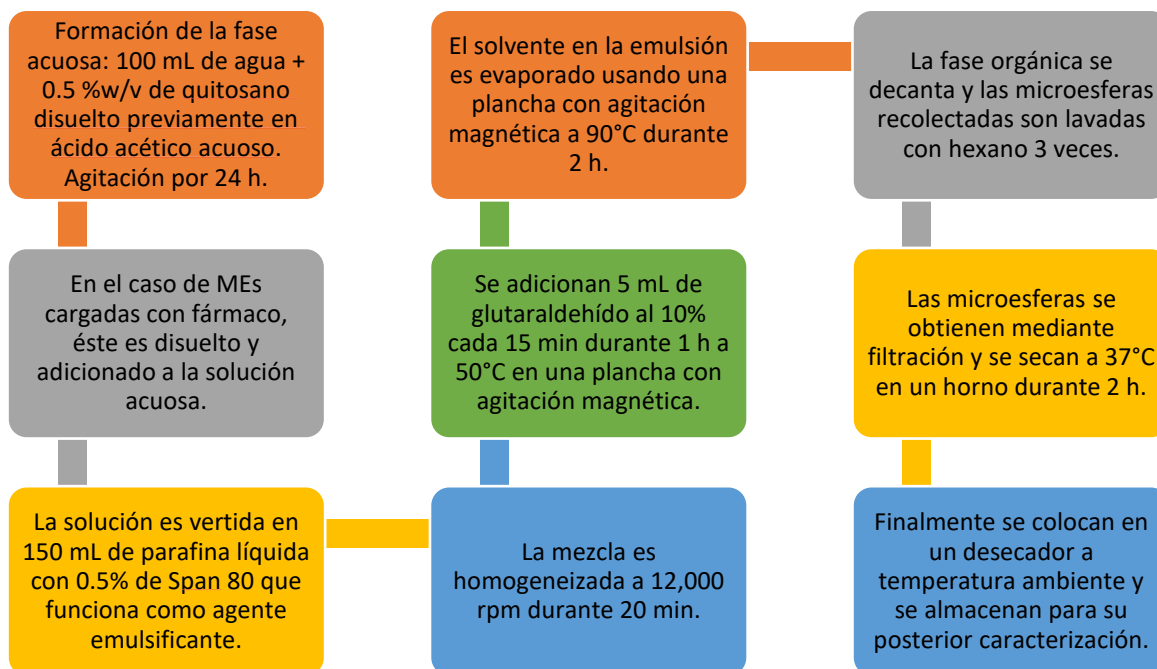 Formación de la fase
acuosa: 100 mL de agua +
0.5 %w/v de quitosano
disuelto previamente en
ácido acético acuoso.
Agitación por 24 h.
En el caso de MEs
cargadas con fármaco,
éste es disuelto y
adicionado a la solución
acuosa.
La solución es vertida en
150 mL de parafina líquida
con 0.5% de Span 80 que
funciona como agente
emulsificante.
La mezcla es
homogeneizada a 12,000
rpm durante 20 min.
Se adicionan 5 mL de
glutaraldehído al 10%
cada 15 min durante 1 h a
50°C en una plancha con
agitación magnética.
El solvente en la emulsión
es evaporado usando una
plancha con agitación
magnética a 90°C durante
2 h.
La fase orgánica se
decanta y las microesferas
recolectadas son lavadas
con hexano 3 veces.
Las microesferas se
obtienen mediante
filtración y se secan a 37°C
en un horno durante 2 h.
Finalmente se colocan en
un desecador a
temperatura ambiente y
se almacenan para su
posterior caracterización.